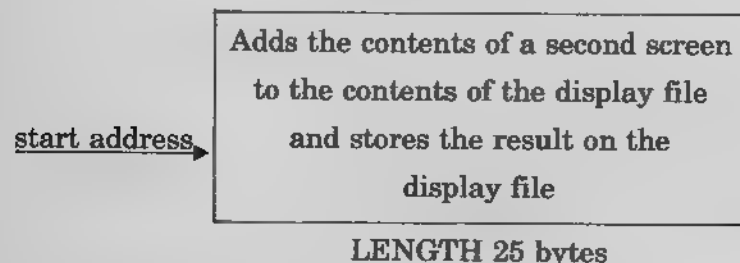 Adds the contents of a second screen
to the contents of the display file
start address and stores the result on the
display file
LENGTH 25 bytes